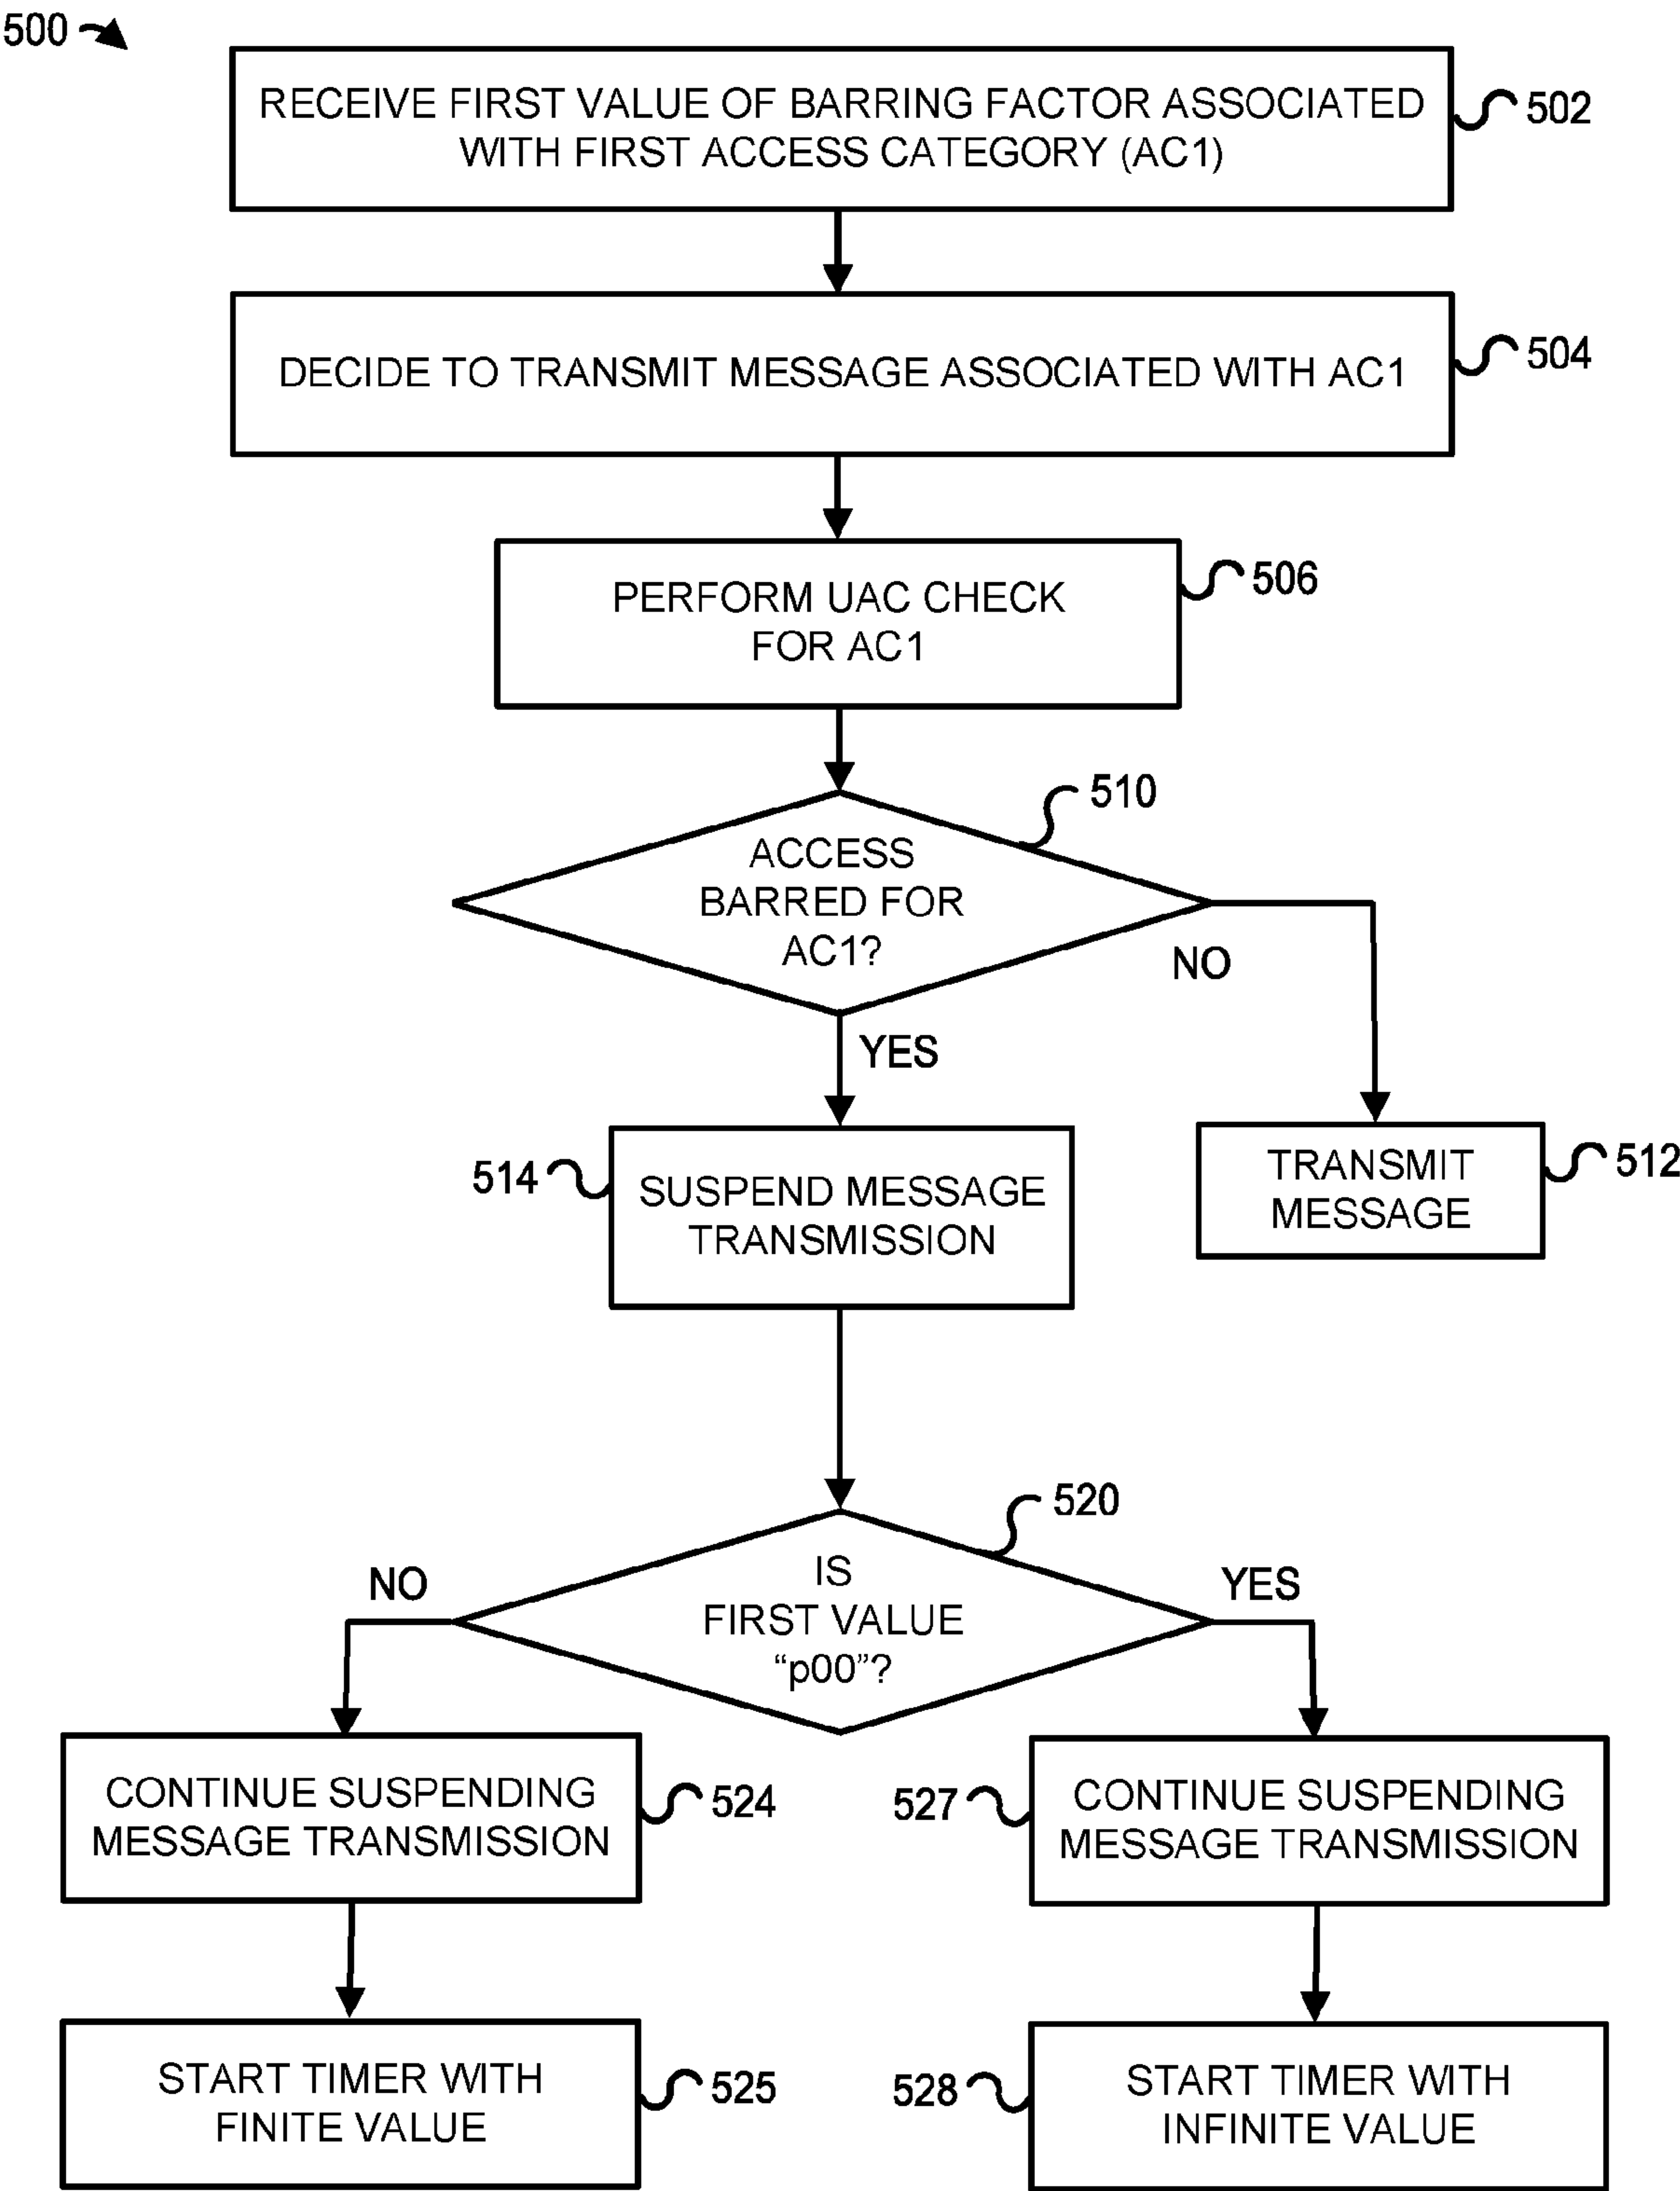 500
RECEIVE FIRST VALUE OF BARRING FACTOR ASSOCIATED
WITH FIRST ACCESS CATEGORY (AC1)
502
DECIDE TO TRANSMIT MESSAGE ASSOCIATED WITH AC1
504
PERFORM UAC CHECK
FOR AC1
506
510
ACCESS
BARRED FOR
AC1?
NO
YES
514
SUSPEND MESSAGE
TRANSMISSION
TRANSMIT
MESSAGE
512
520
IS
FIRST VALUE
“p00”?
NO
YES
CONTINUE SUSPENDING
MESSAGE TRANSMISSION
524
527
CONTINUE SUSPENDING
MESSAGE TRANSMISSION
START TIMER WITH
FINITE VALUE
525
528
START TIMER WITH
INFINITE VALUE